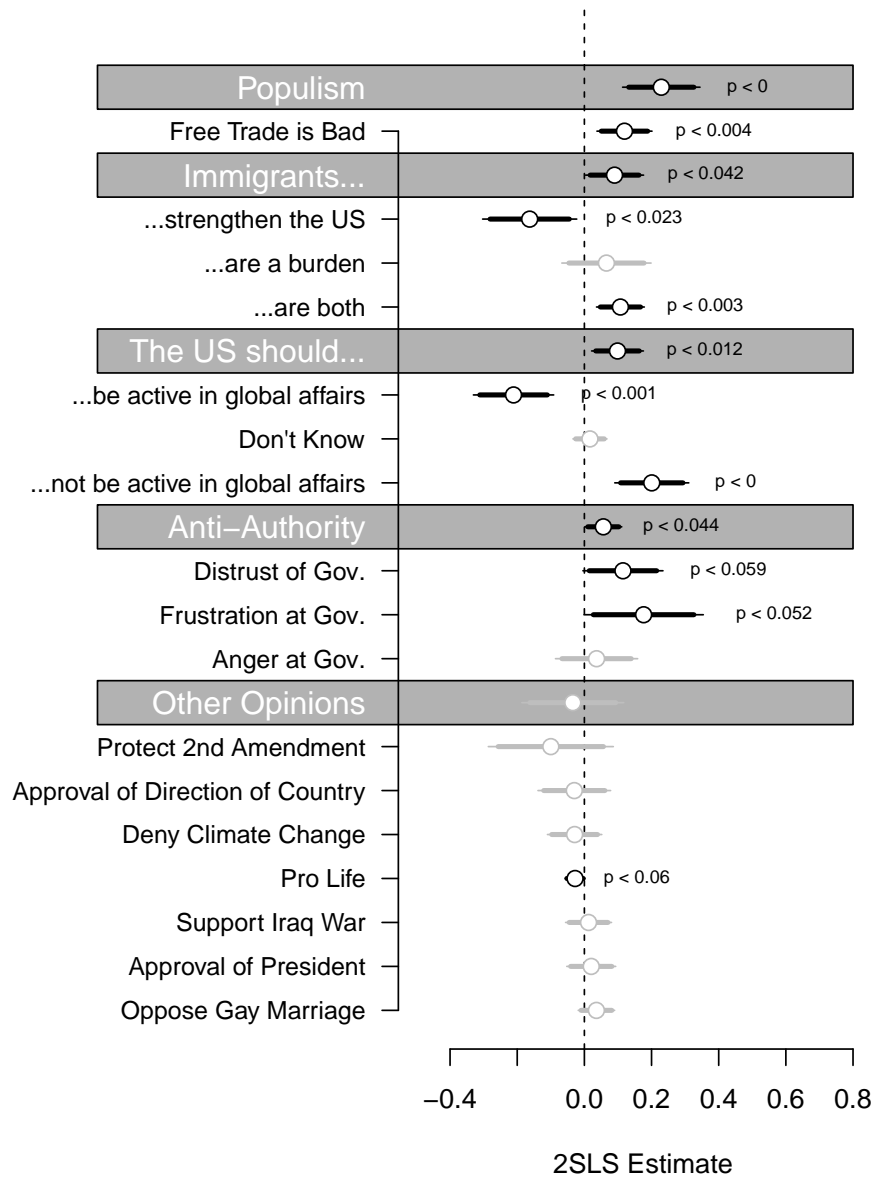 Populism p < 0
Free Trade is Bad p < 0.004
Immigrants... p < 0.042
...strengthen the US p < 0.023
...are a burden
...are both p < 0.003
The US should... p < 0.012
...be active in global affairs p < 0.001
Don't Know
...not be active in global affairs p < 0
Anti−Authority p < 0.044
Distrust of Gov. p < 0.059
Frustration at Gov. p < 0.052
Anger at Gov.
Other Opinions
Protect 2nd Amendment
Approval of Direction of Country
Deny Climate Change
Pro Life p < 0.06
Support Iraq War
Approval of President
Oppose Gay Marriage
−0.4 0.0 0.2 0.4 0.6 0.8
2SLS Estimate